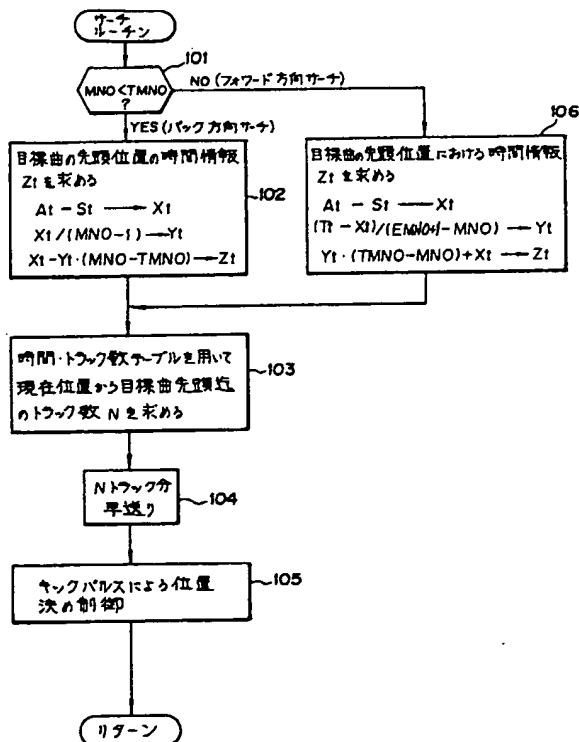 サーチ
ルーチン
101
MNO<TMNO
?
NO (フォワード方向サーチ)
YES (バック方向サーチ)
106
目標曲の先頭位置の時間情報
Ztを求める
At - St → Xt
Xt/(MNO-1) → Yt
Xt-Yt・(MNO-TMNO) → Zt
102
目標曲の先頭位置における時間情報
Ztを求める
At - St → Xt
(Tt - Xt)/(EMNO+1-MNO) → Yt
Yt・(TMNO-MNO)+Xt → Zt
時間・トラック数テーブルを用いて
現在位置から目標曲先頭迄
のトラック数 N を求める
103
Nトラック分
早送り
104
キックパルスによる位置
決め制御
105
リターン